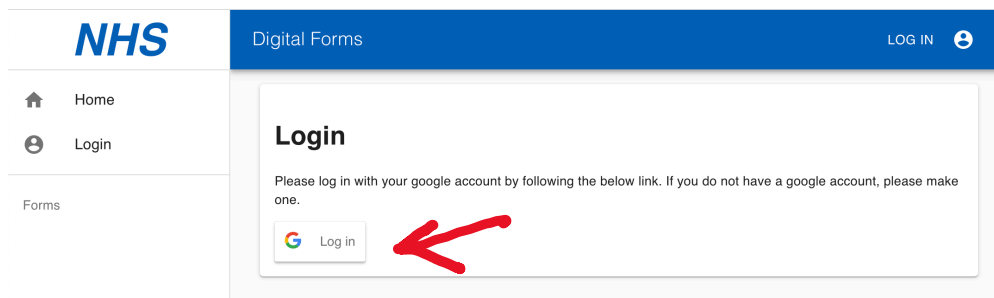 NHS
Digital Forms
LOG IN
Home
Login
Forms
Login
Please log in with your google account by following the below link. If you do not have a google account, please make
one.
Log in